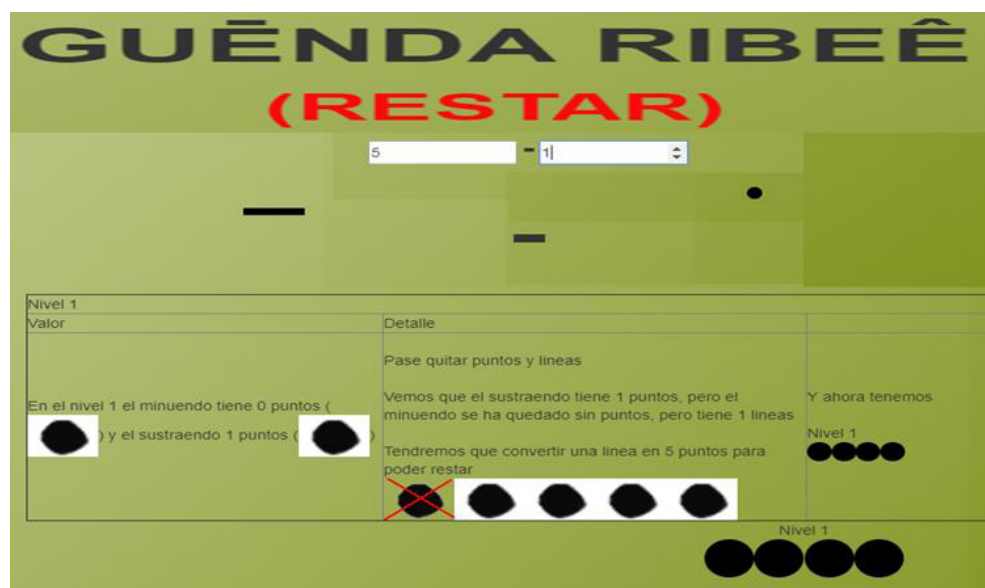 GUĒNDA RIBEÊ
(RESTAR)
5 - 1
Nivel 1
Valor
Detalle
En el nivel 1 el minuendo tiene 0 puntos (
) y el sustraendo 1 puntos ( )
Pase quitar puntos y lineas
Vemos que el sustraendo tiene 1 puntos, pero el
minuendo se ha quedado sin puntos, pero tiene 1 lineas
Tendremos que convertir una linea en 5 puntos para
poder restar
Y ahora tenemos
Nivel 1
Nivel 1